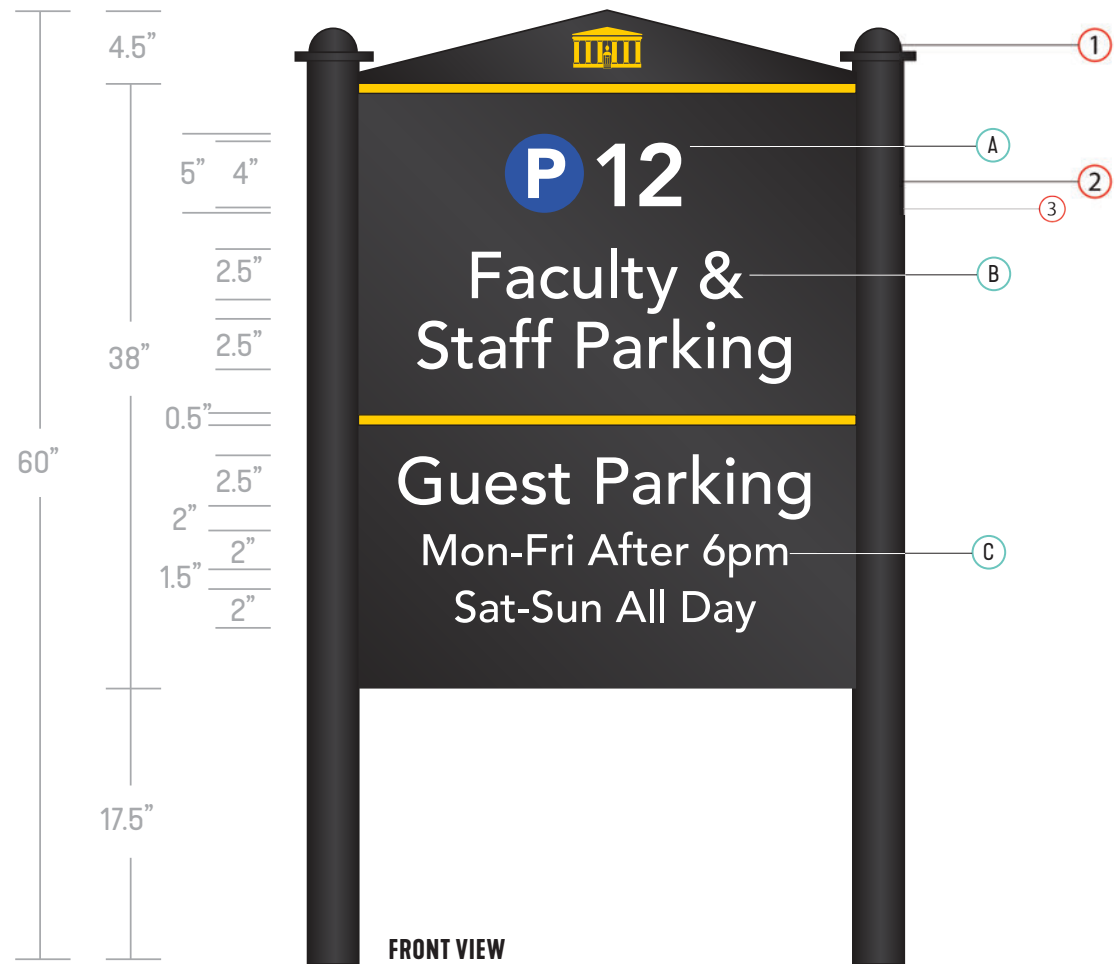 4.5”
1
P 12
A
5” 4”
2
3
2.5”
Faculty &
B
2.5”
Staff Parking
38”
0.5”
60”
2.5”
Guest Parking
2”
2”
Mon-Fri After 6pm
C
1.5”
2”
Sat-Sun All Day
17.5”
FRONT VIEW